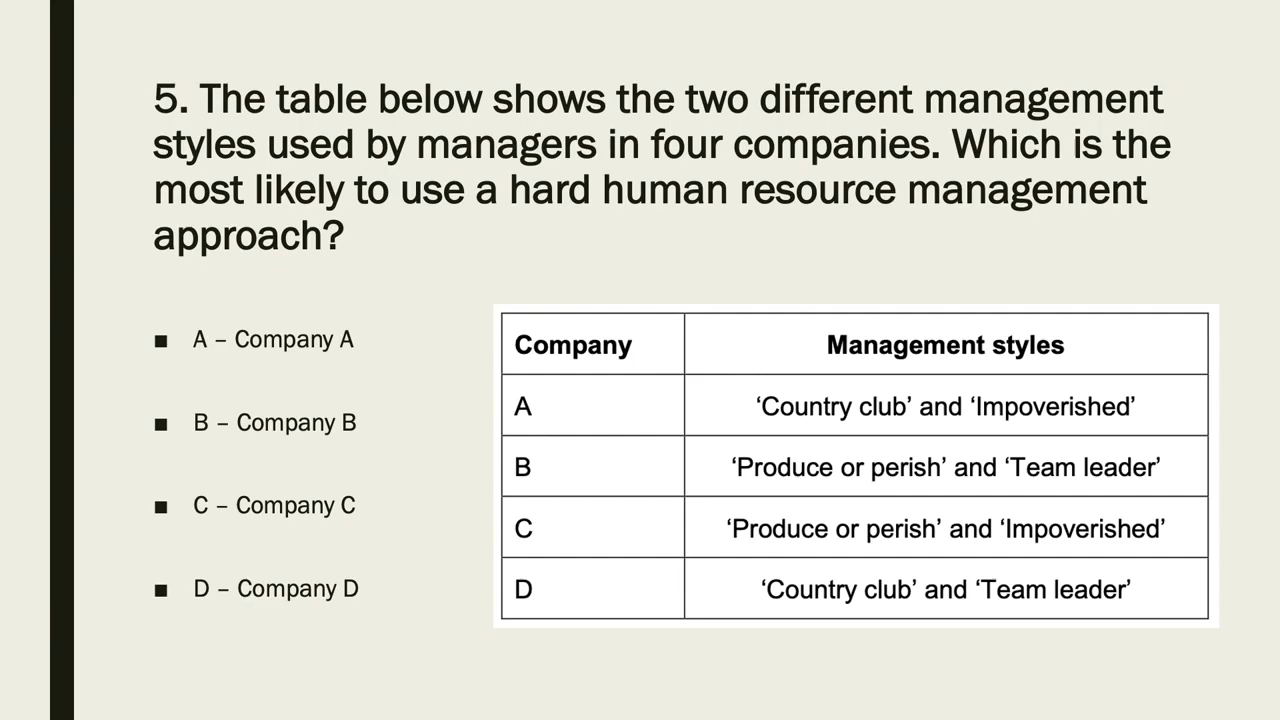 5. The table below shows the two different management
styles used by managers in four companies. Which is the
most likely to use a hard human resource management
approach?
■ A – Company A
■ B – Company B
■ C – Company C
■ D – Company D
Company Management styles
A ‘Country club’ and ‘Impoverished’
B ‘Produce or perish’ and ‘Team leader’
C ‘Produce or perish’ and ‘Impoverished’
D ‘Country club’ and ‘Team leader’